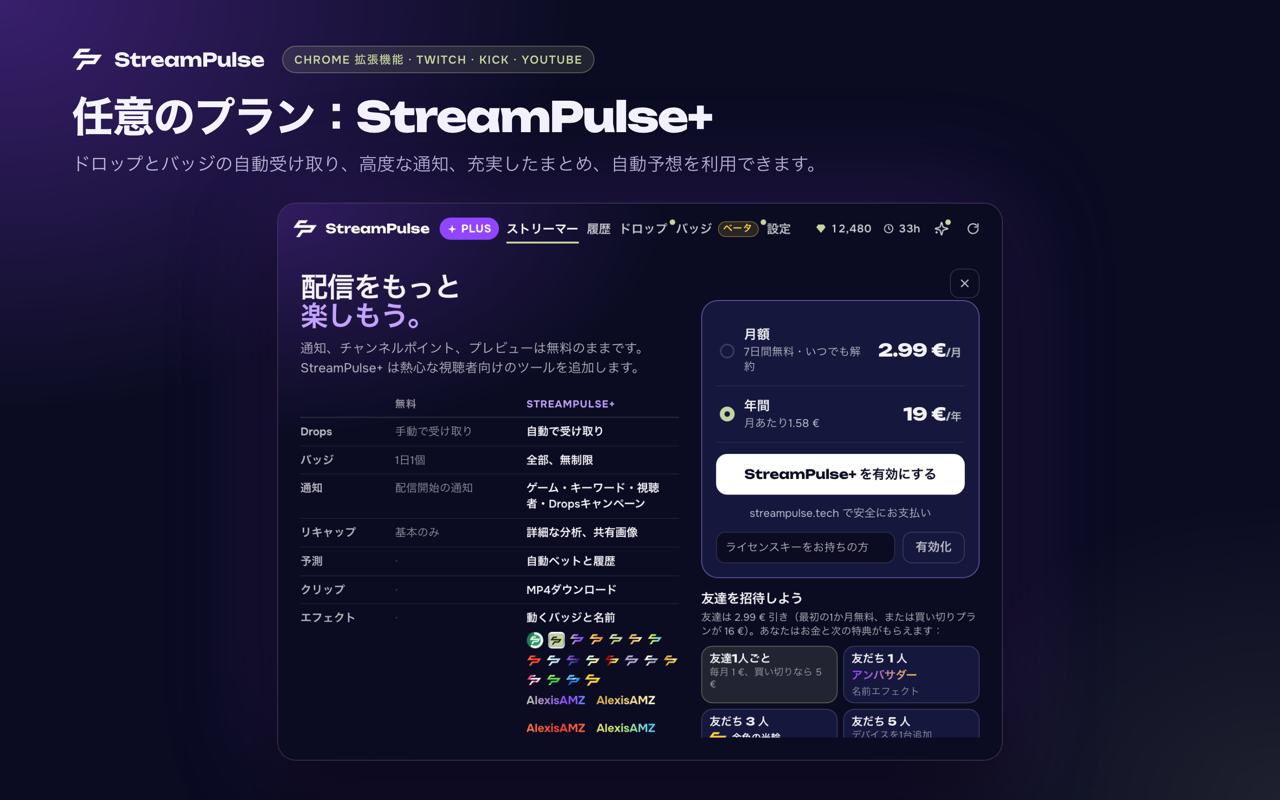 StreamPulse
CHROME 拡張機能 · TWITCH · KICK · YOUTUBE
任意のプラン：StreamPulse+
ドロップとバッジの自動受け取り、高度な通知、充実したまとめ、自動予想を利用できます。
StreamPulse + PLUS ストリーマー 履歴 ドロップ バッジ ベータ 設定 12,480 33h
配信をもっと
楽しもう。
通知、チャンネルポイント、プレビューは無料のままです。
StreamPulse+ は熱心な視聴者向けのツールを追加します。
無料 STREAMPULSE+
Drops 手動で受け取り 自動で受け取り
バッジ 1日1個 全部、無制限
通知 配信開始の通知 ゲーム・キーワード・視聴
者・Dropsキャンペーン
リキャップ 基本のみ 詳細な分析、共有画像
予測 · 自動ベットと履歴
クリップ · MP4ダウンロード
エフェクト · 動くバッジと名前
AlexisAMZ AlexisAMZ
AlexisAMZ AlexisAMZ
月額
7日間無料・いつでも解
約
2.99 €/月
年間
月あたり1.58 €
19 €/年
StreamPulse+ を有効にする
streampulse.tech で安全にお支払い
ライセンスキーをお持ちの方 有効化
友達を招待しよう
友達は 2.99 € 引き（最初の1か月無料、または買い切りプラ
ンが 16 €）。あなたはお金と次の特典がもらえます：
友達1人ごと
毎月 1 €、買い切りなら 5
€
友だち 1 人
アンバサダー
名前エフェクト
友だち 3 人
金色の光輪
友だち 5 人
デバイスを1台追加